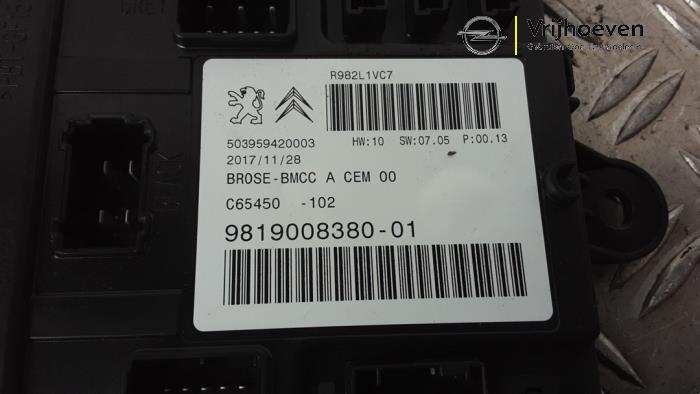 Vrijhoeven
R982L1VC7
503959420003 HW:10 SW:07.05 P:00.13
2017/11/28
BROSE-BMCC A CEM 00
C65450 -102
9819008380-01